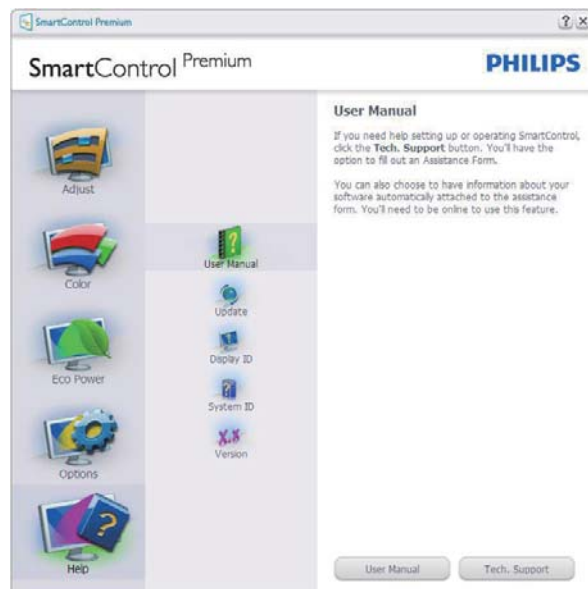 SmartControl Premium
? X
SmartControl Premium
PHILIPS
Adjust
Color
Eco Power
Options
Help
User Manual
Update
Display ID
System ID
X.X
Version
User Manual
If you need help setting up or operating SmartControl,
click the Tech. Support button. You'll have the
option to fill out an Assistance Form.
You can also choose to have information about your
software automatically attached to the assistance
form. You'll need to be online to use this feature.
User Manual
Tech. Support